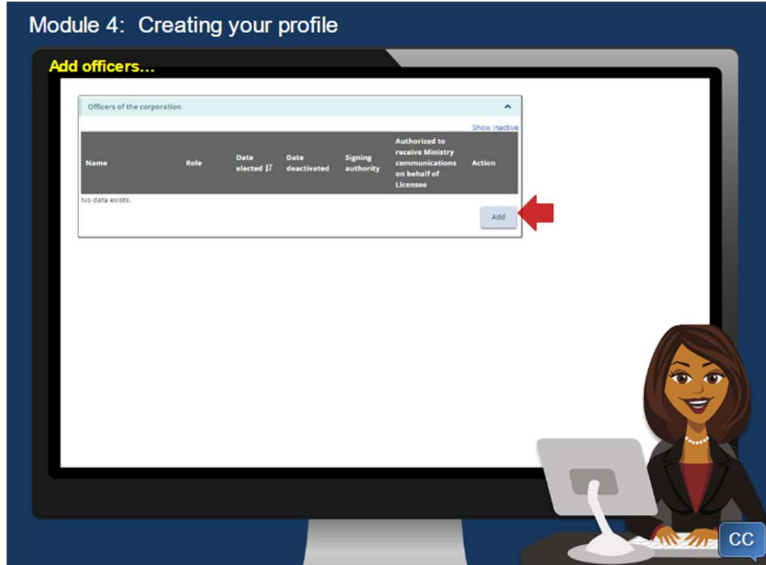 Module 4: Creating your profile
Add officers...
Officers of the corporation
Show inactive
Name Role Date elected Date deactivated Signing authority Authorized to receive Ministry communications on behalf of Licensee Action
No data exists.
Add
CC